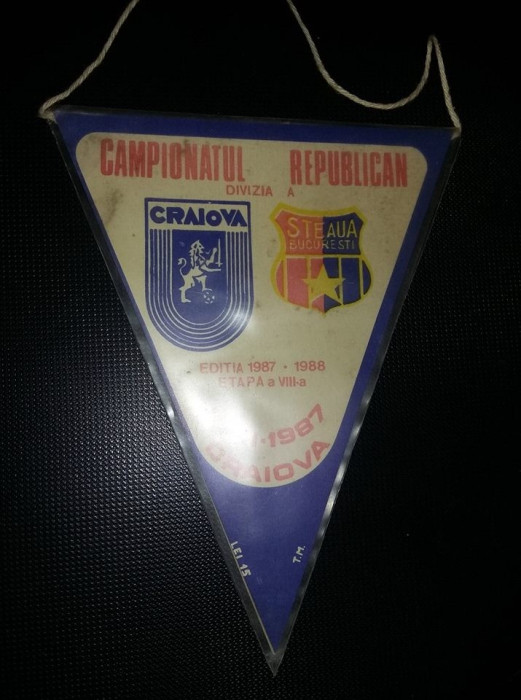 CAMPIONATUL REPUBLICAN
DIVIZIA A
CRAIOVA
STEAUA
BUCUREȘTI
EDITIA 1987 · 1988
ETAPA a VIII-a
1987
CRAIOVA
LEI 15
T.M.